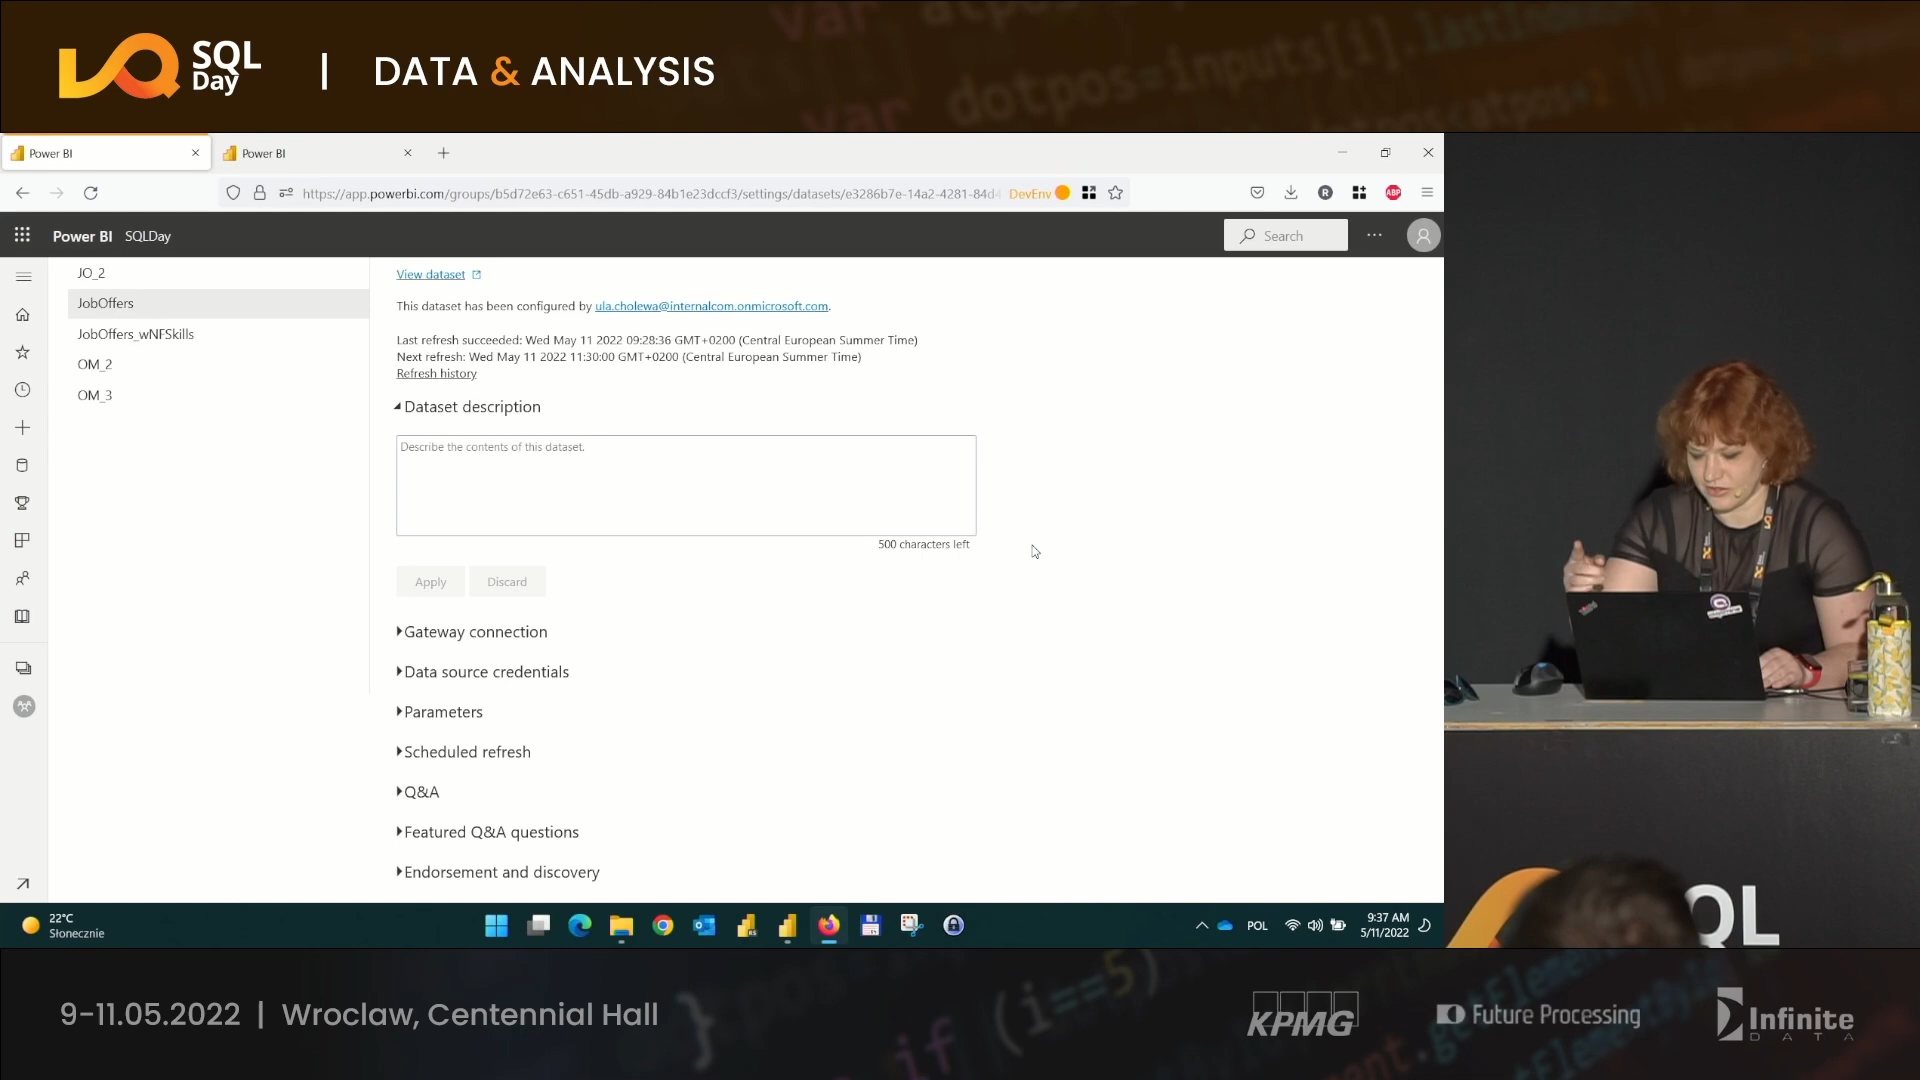 SQL
Day
| DATA & ANALYSIS
Power BI
Power BI
https://app.powerbi.com/groups/b5d72e63-c651-45db-a929-84b1e23dccf3/settings/datasets/e3286b7e-14a2-4281-84d4
DevEnv
ABP
Power BI SQLDay
Search
JO_2
JobOffers
JobOffers_wNFSkills
OM_2
OM_3
View dataset
This dataset has been configured by ula.cholewa@internalcom.onmicrosoft.com.
Last refresh succeeded: Wed May 11 2022 09:28:36 GMT+0200 (Central European Summer Time)
Next refresh: Wed May 11 2022 11:30:00 GMT+0200 (Central European Summer Time)
Refresh history
Dataset description
Describe the contents of this dataset.
500 characters left
Apply Discard
Gateway connection
Data source credentials
Parameters
Scheduled refresh
Q&A
Featured Q&A questions
Endorsement and discovery
22°C
Słonecznie
POL
9:37 AM
5/11/2022
QL
9-11.05.2022 | Wroclaw, Centennial Hall
KPMG
Future Processing
Infinite
DATA